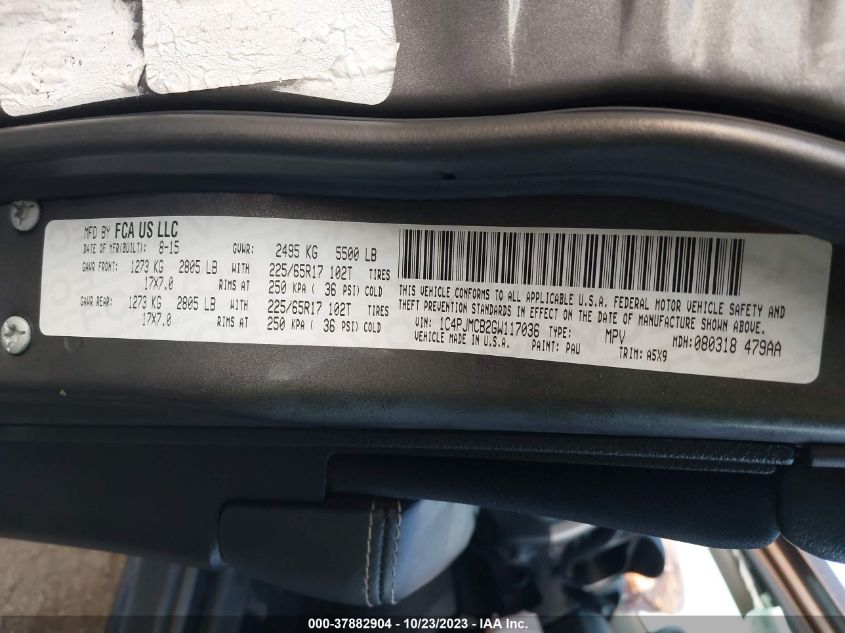 MFD BY FCA US LLC
DATE OF MFR(BUILT): 8-15 GVWR: 2495 KG 5500 LB
GAWR FRONT: 1273 KG 2805 LB WITH 225/65R17 102T TIRES
17X7.0 RIMS AT 250 KPA ( 36 PSI) COLD
GAWR REAR: 1273 KG 2805 LB WITH 225/65R17 102T TIRES
17X7.0 RIMS AT 250 KPA ( 36 PSI) COLD
THIS VEHICLE CONFORMS TO ALL APPLICABLE U.S.A. FEDERAL MOTOR VEHICLE SAFETY AND
THEFT PREVENTION STANDARDS IN EFFECT ON THE DATE OF MANUFACTURE SHOWN ABOVE.
VIN: 1C4PJMCB2GW117036 TYPE: MPV MDH: 080318 479AA
VEHICLE MADE IN U.S.A. PAINT: PAU TRIM: A5X9
000-37882904 - 10/23/2023 - IAA Inc.